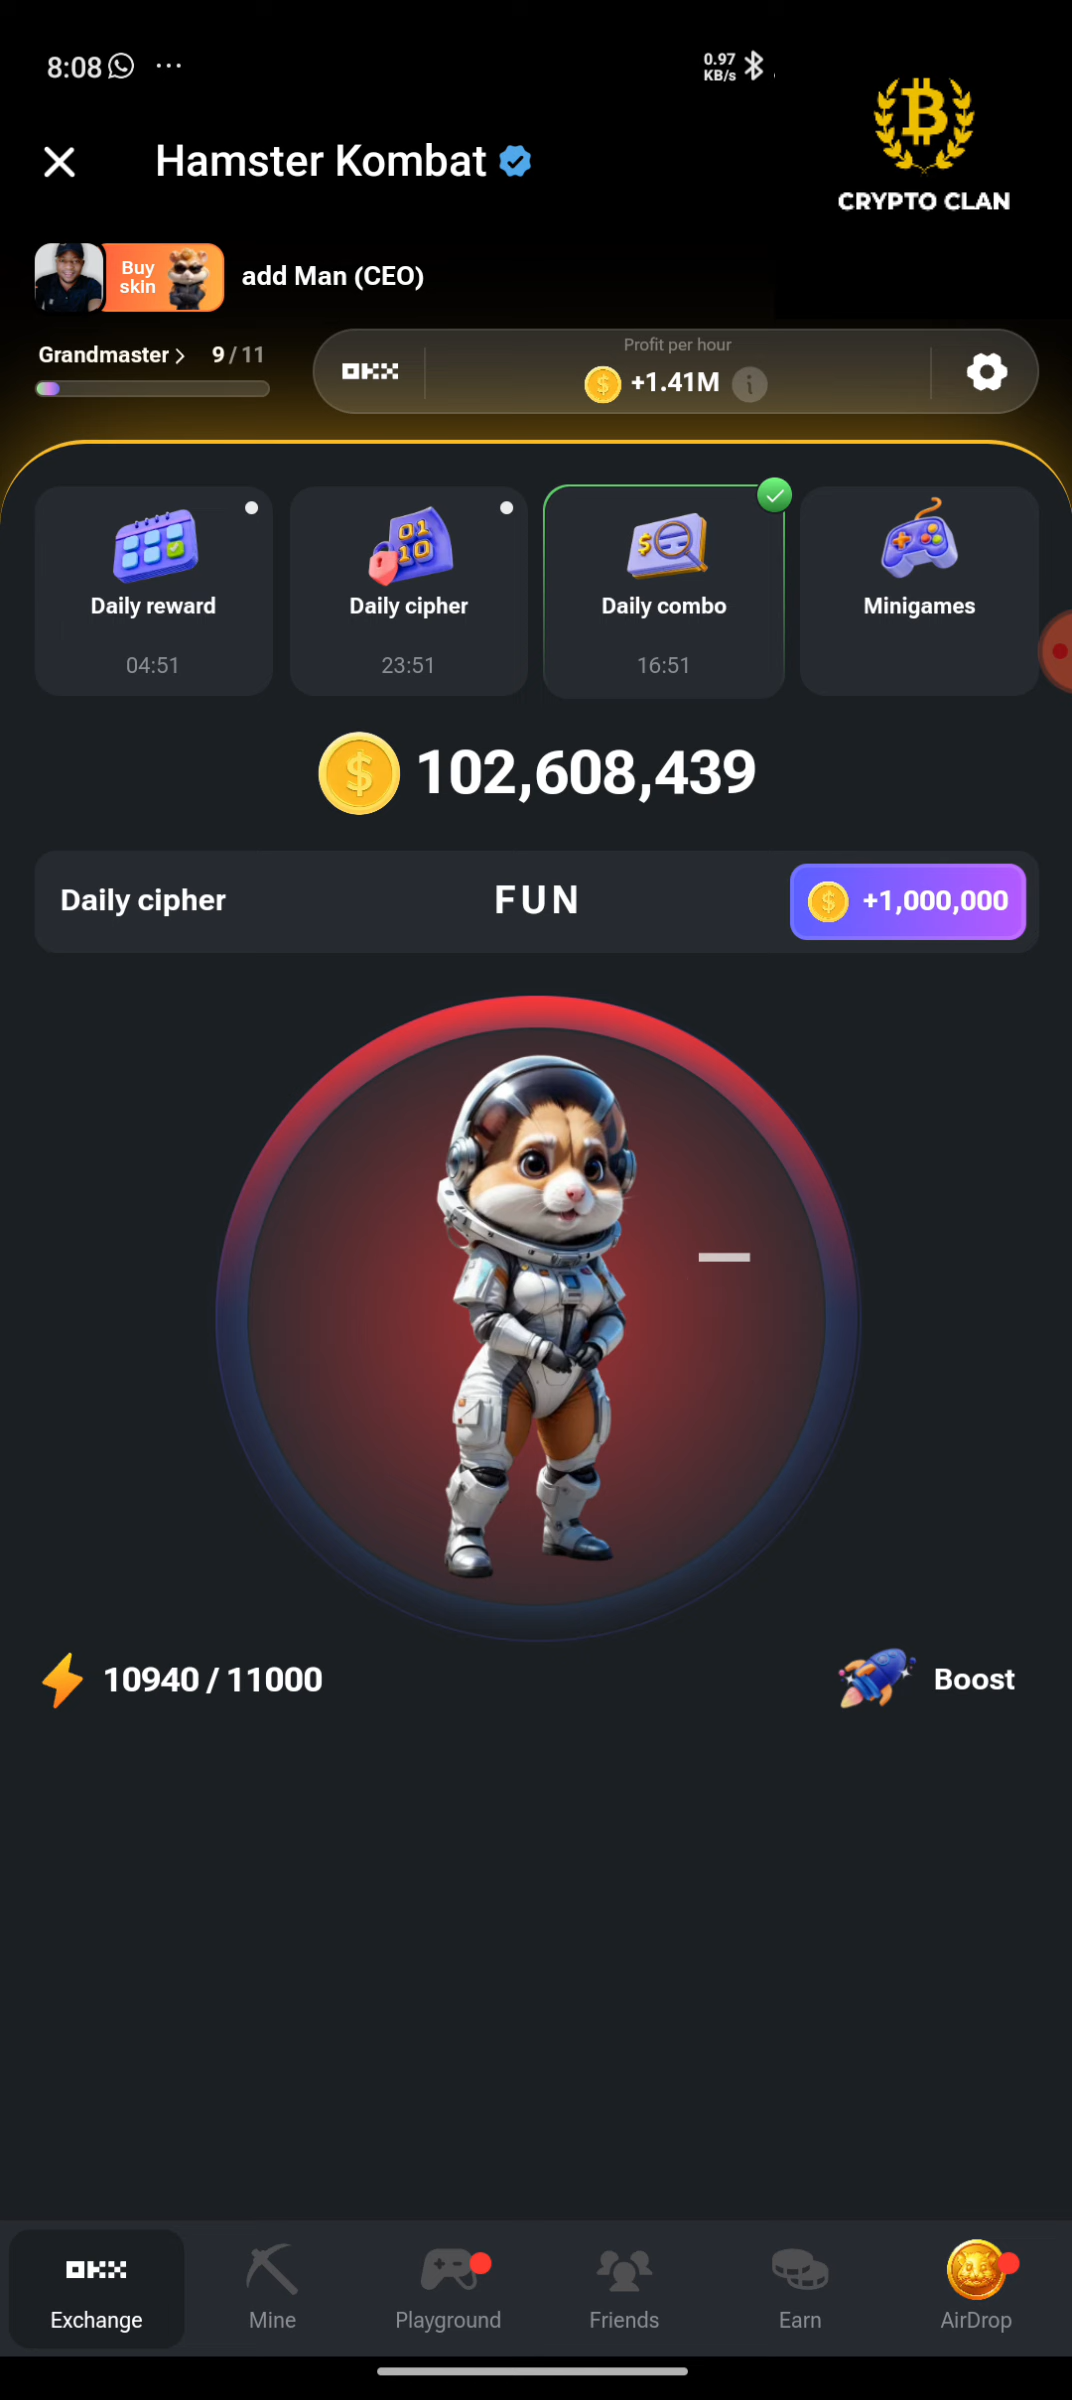 8:08
0.97
KB/s
Hamster Kombat
CRYPTO CLAN
Buy
skin
add Man (CEO)
Grandmaster
9 / 11
Profit per hour
+1.41M
Daily reward
04:51
Daily cipher
23:51
Daily combo
16:51
Minigames
102,608,439
Daily cipher
FUN
+1,000,000
10940 / 11000
Boost
Exchange
Mine
Playground
Friends
Earn
AirDrop